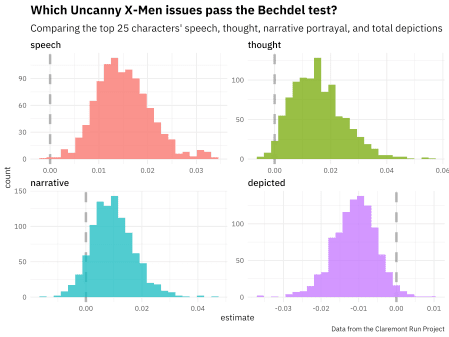 Which Uncanny X-Men issues pass the Bechdel test?
Comparing the top 25 characters' speech, thought, narrative portrayal, and total depictions
speech
thought
90
60
30
0
0.00 0.01 0.02 0.03
100
50
0
0.00 0.02 0.04 0.06
count
narrative
depicted
150
100
50
0
0.00 0.02 0.04
100
50
0
-0.03 -0.02 -0.01 0.00 0.01
estimate
Data from the Claremont Run Project